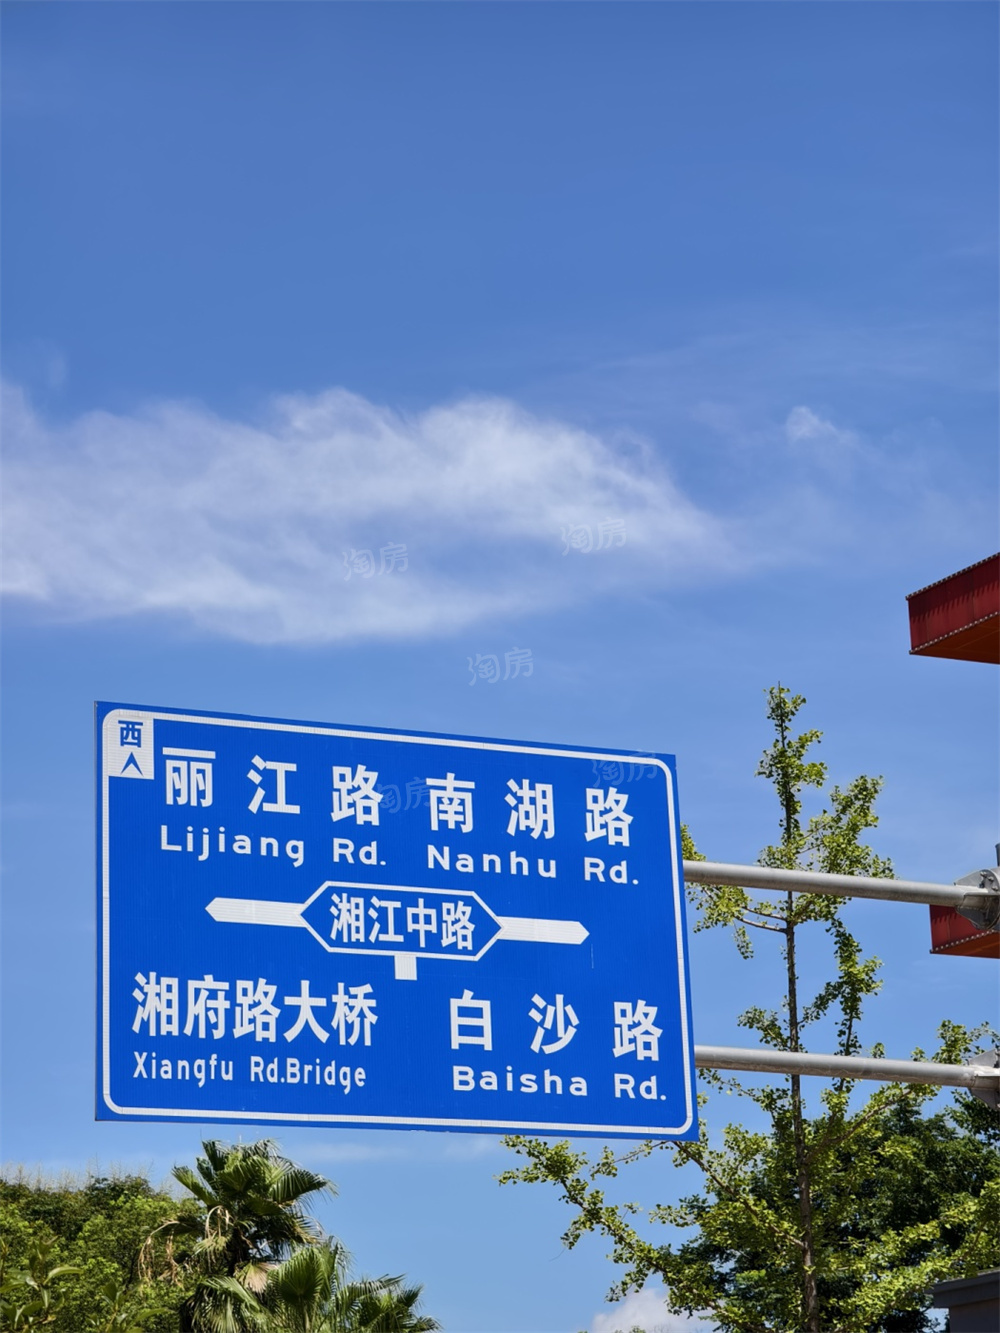 淘房
淘房
淘房
淘房
淘房
西
丽江路 南湖路
Lijiang Rd. Nanhu Rd.
湘江中路
湘府路大桥 白沙路
Xiangfu Rd.Bridge Baisha Rd.